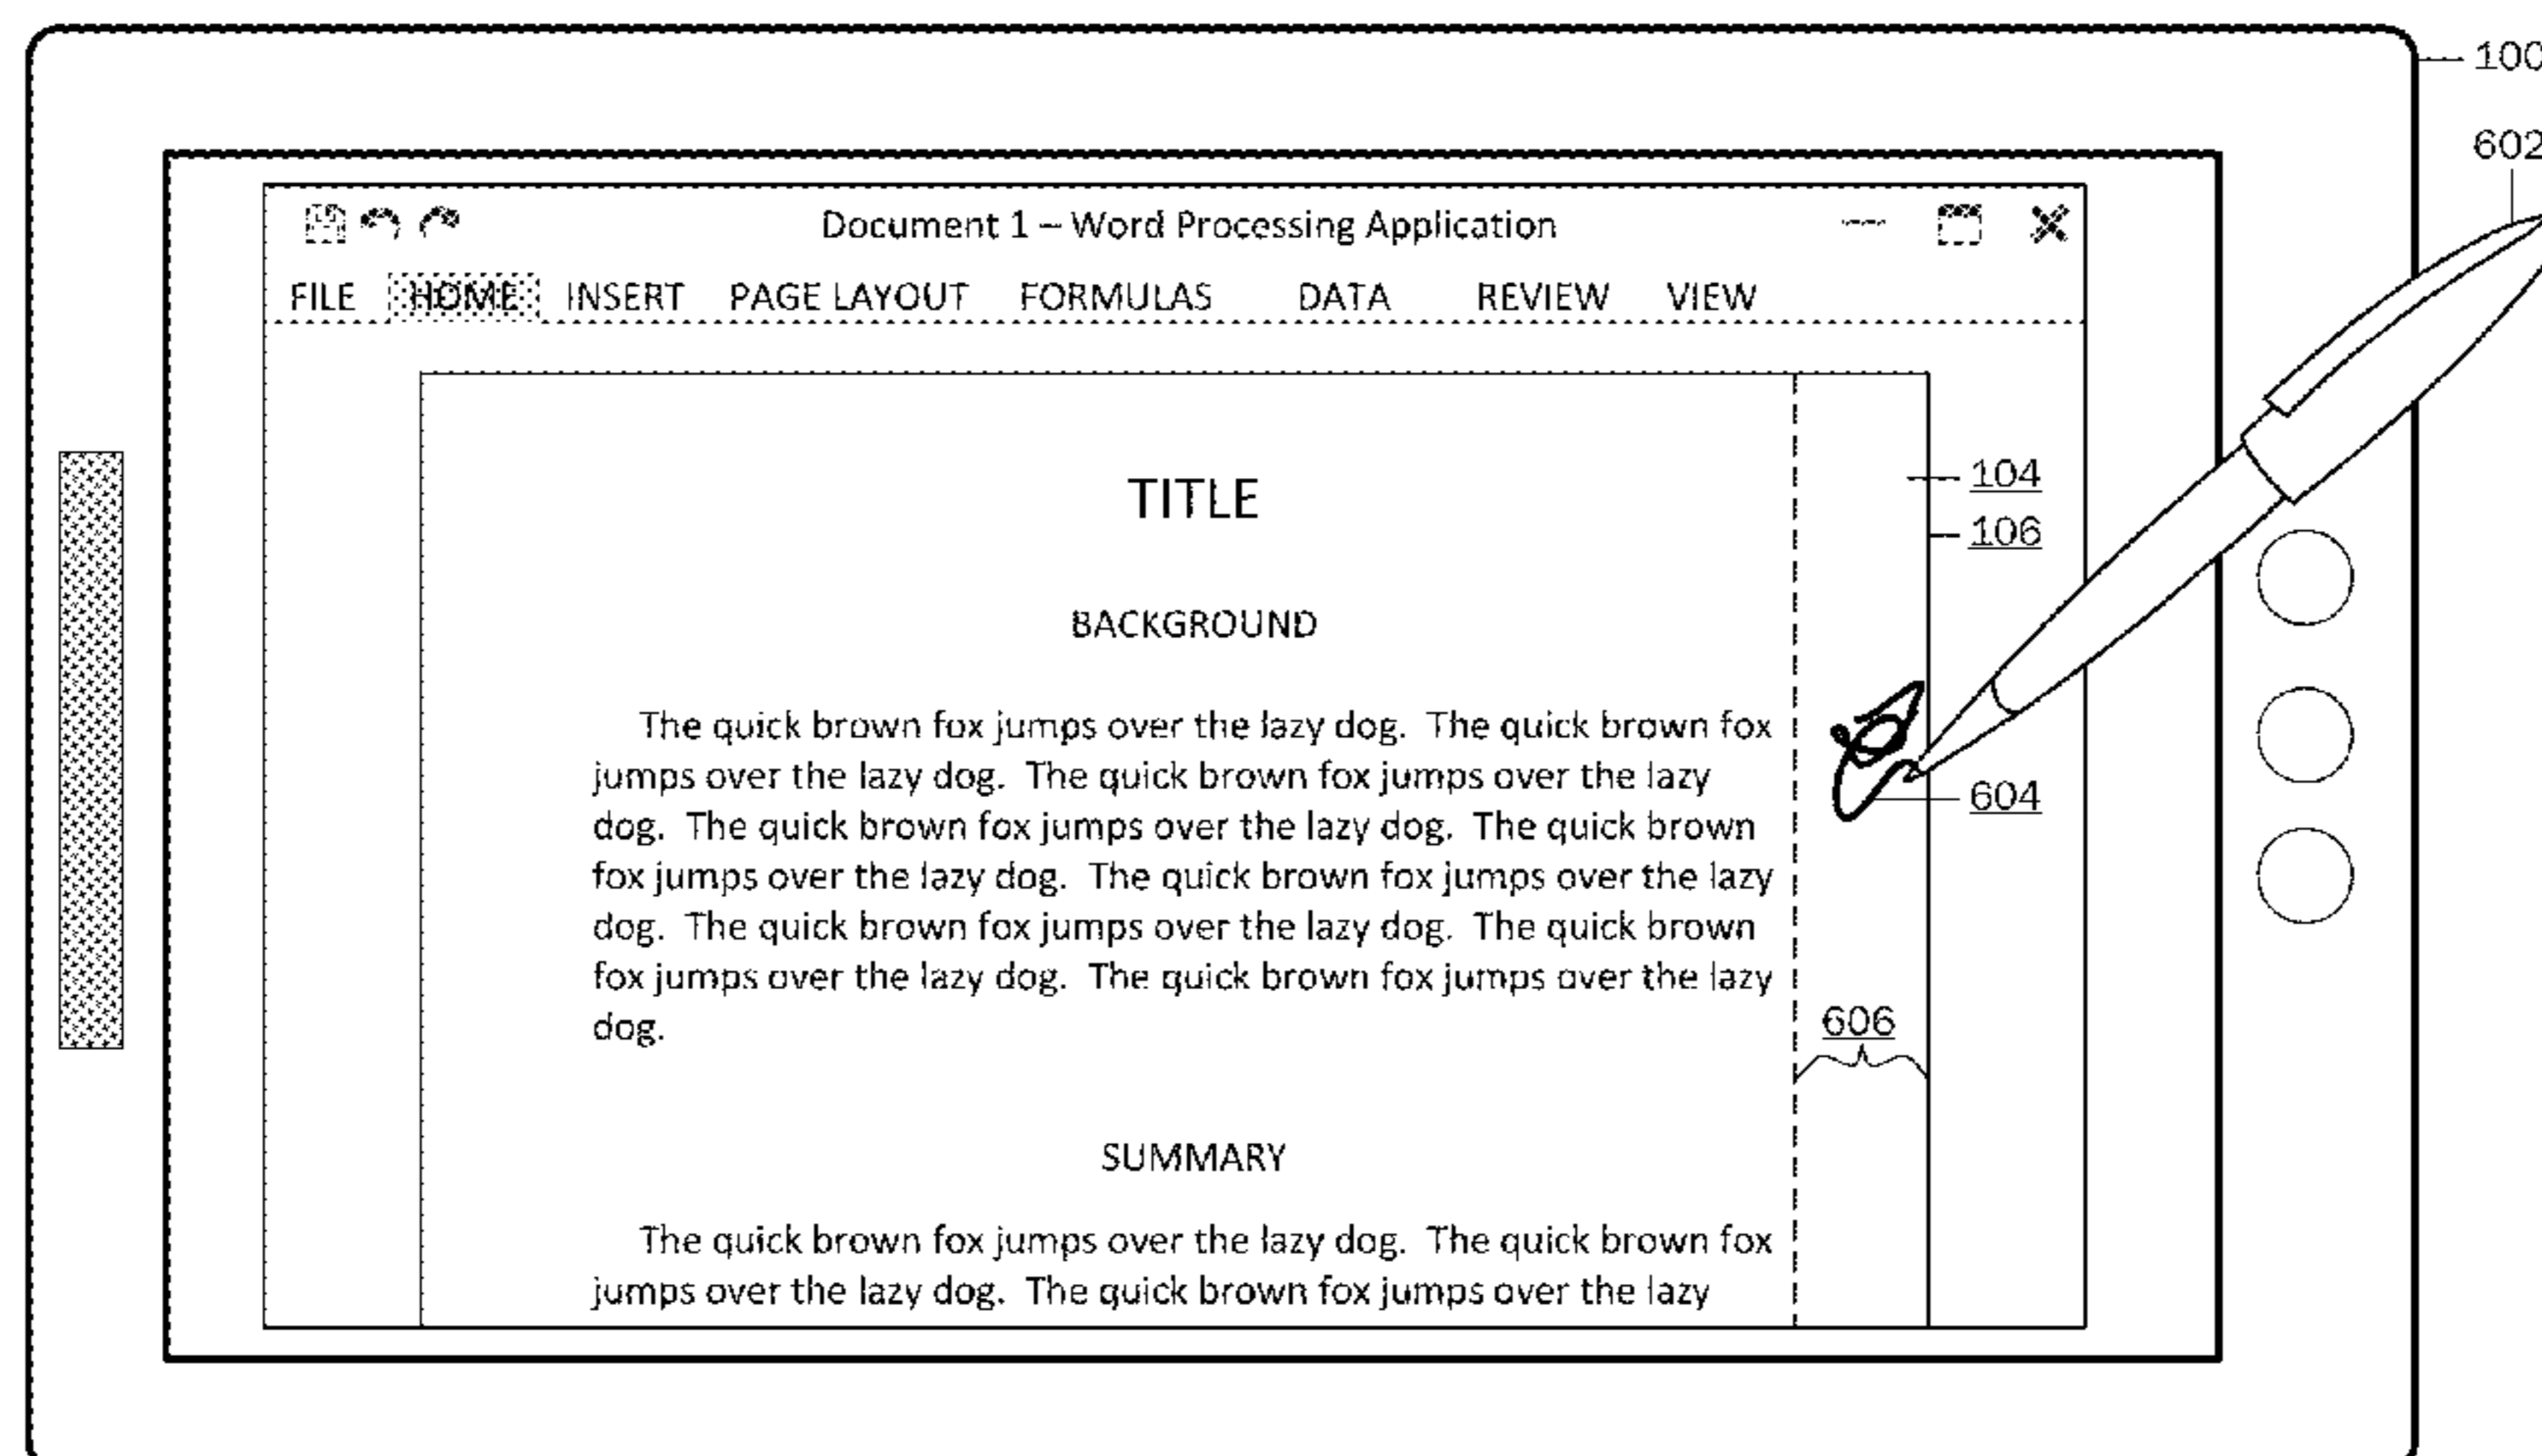 100
602
Document 1 – Word Processing Application
FILE HOME INSERT PAGE LAYOUT FORMULAS DATA REVIEW VIEW
TITLE
104
106
BACKGROUND
The quick brown fox jumps over the lazy dog.  The quick brown fox
jumps over the lazy dog.  The quick brown fox jumps over the lazy
dog.  The quick brown fox jumps over the lazy dog.  The quick brown
fox jumps over the lazy dog.  The quick brown fox jumps over the lazy
dog.  The quick brown fox jumps over the lazy dog.  The quick brown
fox jumps over the lazy dog.  The quick brown fox jumps over the lazy
dog.
604
606
SUMMARY
The quick brown fox jumps over the lazy dog.  The quick brown fox
jumps over the lazy dog.  The quick brown fox jumps over the lazy